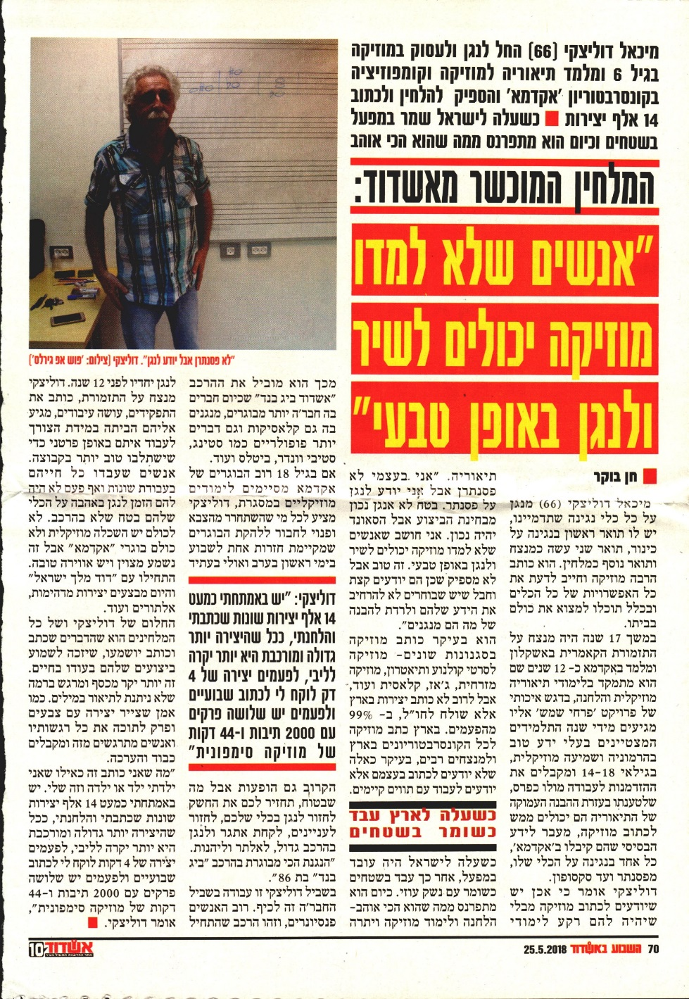 מיכאל דוליצקי (66) החל לנגן ולעסוק במוזיקה
בגיל 6 ומלמד תיאוריה למוזיקה וקומפוזיציה
בקונסרבטוריון 'אקדמא' והספיק להלחין ולכתוב
14 אלף יצירות ■ כשעלה לישראל שמר במפעל
בשטחים וכיום הוא מתפרנס ממה שהוא הכי אוהב
המלחין המוכשר מאשדוד:
"אנשים שלא למדו
מוזיקה יכולים לשיר
ולנגן באופן טבעי"
"לא פסנתרן אבל יודע לנגן". דוליצקי (צילום: 'פוש אפ גירלס')
■ חן בוקר
מיכאל דוליצקי (66) מנגן
על כל כלי נגינה שתדמיינו,
יש לו תואר ראשון בנגינה על
כינור, תואר שני עשה כמנצח
ותואר נוסף כמלחין. הוא כותב
הרבה מוזיקה וחייב לדעת את
כל האפשרויות של כל הכלים
ובכלל תוכלו למצוא את כולם
בביתו.
במשך 17 שנה היה מנצח על
התזמורת הקאמרית באשקלון
ומלמד באקדמא כ- 12 שנים שם
הוא מתמקד בלימודי תיאוריה
מוזיקלית והלחנה, בדגש איכותי
של פרויקט 'פרחי שמש' אליו
מגיעים מידי שנה התלמידים
המצטיינים בעלי ידע טוב
בהרמוניה ושמיעה מוזיקלית,
בגילאי 14-18 ומקבלים את
ההזדמנות לעבודה מולו כפרס,
שלטענתו בעזרת ההבנה העמוקה
של התיאוריה הם יכולים ממש
לכתוב מוזיקה, מעבר לידע
הבסיסי שהם קיבלו ב'אקדמא',
כל אחד בנגינה על הכלי שלו,
מפסנתר ועד סקסופון.
דוליצקי אומר כי אכן יש
שיודעים לכתוב מוזיקה מבלי
שיהיה להם רקע לימודי
תיאוריה. "אני בעצמי לא
פסנתרן אבל אני יודע לנגן
על פסנתר. בטח לא אנגן נכון
מבחינת הביצוע אבל הסאונד
יהיה נכון. אני חושב שאנשים
שלא למדו מוזיקה יכולים לשיר
ולנגן באופן טבעי. זה טוב אבל
לא מספיק שכן הם יודעים קצת
וחבל שיש שבוחרים לא להרחיב
את הידע שלהם ולרדת להבנה
של מה הם מנגנים".
הוא בעיקר כותב מוזיקה
בסגנונות שונים- מוזיקה
לסרטי קולנוע ותיאטרון, מוזיקה
מזרחית, ג'אז, קלאסית ועוד,
אבל לרוב לא כותב יצירות בארץ
אלא שולח לחו"ל, ב- 99%
מהפעמים. בארץ כתב מוזיקה
לכל הקונסרבטוריונים בארץ
ולמנצחים רבים, בעיקר כאלה
שלא יודעים לכתוב בעצמם אלא
יודעים לעבוד עם תווים קיימים.
כשעלה לארץ עבד
כשומר בשטחים
כשעלה לישראל היה עובד
במפעל, אחר כך עבד בשטחים
כשומר עם נשק עוזי. כיום הוא
מתפרנס ממה שהוא הכי אוהב-
הלחנה ולימוד מוזיקה ויתרה
מכך הוא מוביל את ההרכב
"אשדוד ביג בנד" שכיום חברים
בה חבר'ה יותר מבוגרים, מנגנים
בה גם קלאסיקות וגם דברים
יותר פופולריים כמו סטינג,
סטיבי וונדר, ביטלס ועוד.
אם בגיל 18 רוב הבוגרים של
אקדמא מסיימים לימודים
מוזיקליים במסגרת, דוליצקי
מציע לכל מי שהשתחרר מהצבא
ופנוי לחבור ללהקת הבוגרים
שמקיימת חזרות אחת לשבוע
בימי ראשון בערב ואולי בעתיד
דוליצקי: "יש באמתחתי כמעט
14 אלף יצירות שונות שכתבתי
והלחנתי, ככל שהיצירה יותר
גדולה ומורכבת היא יותר יקרה
לליבי, לפעמים יצירה של 4
דק לוקח לי לכתוב שבועיים
ולפעמים יש שלושה פרקים
עם 2000 תיבות ו-44 דקות
של מוזיקה סימפונית"
הקרוב גם הופעות אבל מה
שבטוח, תחזיר לכם את החשק
לחזור לנגן בכלי שלכם, לחזור
לעניינים, לקחת אתגר ולנגן
בהרכב גדול, לאלתר וליהנות.
"הנגנת הכי מבוגרת בהרכב "ביג
בנד" בת 86".
בשביל דוליצקי זו עבודה בשביל
החבר'ה זה לכיף. רוב האנשים
פנסיונרים, וזהו הרכב שהתחיל
לנגן יחדיו לפני 12 שנה. דוליצקי
מנצח על התזמורת, כותב את
התפקידים, עושה עיבודים, מגיע
אליהם הביתה במידת הצורך
לעבוד איתם באופן פרטני כדי
שישתלבו טוב יותר בקבוצה.
אנשים שעבדו כל חייהם
בעבודת שונות ואף פעם לא היה
להם הזמן לנגן באהבה על הכלי
שלהם בטח שלא בהרכב. לא
לכולם יש השכלה מוזיקלית ולא
כולם בוגרי "אקדמא" אבל זה
נשמע מצוין ויש אווירה טובה.
התחילו עם "דוד מלך ישראל"
והיום מבצעים יצירות מדהימות,
אלתורים ועוד.
החלום של דוליצקי ושל כל
המלחינים הוא שהדברים שכתב
וכותב יושמעו, שיזכה לשמוע
ביצועים שלהם בעודו בחיים.
זה יותר יקר מכסף ומרגש ברמה
שלא ניתנת לתיאור במילים. כמו
אמן שצייר יצירה עם צבעים
ופרק לתוכה את כל רגשותיו
ואנשים מתרגשים מזה ומקבלים
כבוד והערכה.
"מה שאני כותב זה כאילו שאני
ילדתי ילד או ילדה וזה שלי. יש
באמתחתי כמעט 14 אלף יצירות
שונות שכתבתי והלחנתי, ככל
שהיצירה יותר גדולה ומורכבת
היא יותר יקרה לליבי, לפעמים
יצירה של 4 דקות לוקח לי לכתוב
שבועיים ולפעמים יש שלושה
פרקים עם 2000 תיבות ו-44
דקות של מוזיקה סימפונית",
אומר דוליצקי. ■
70 השבוע באשדוד 25.5.2018
אשדוד 10